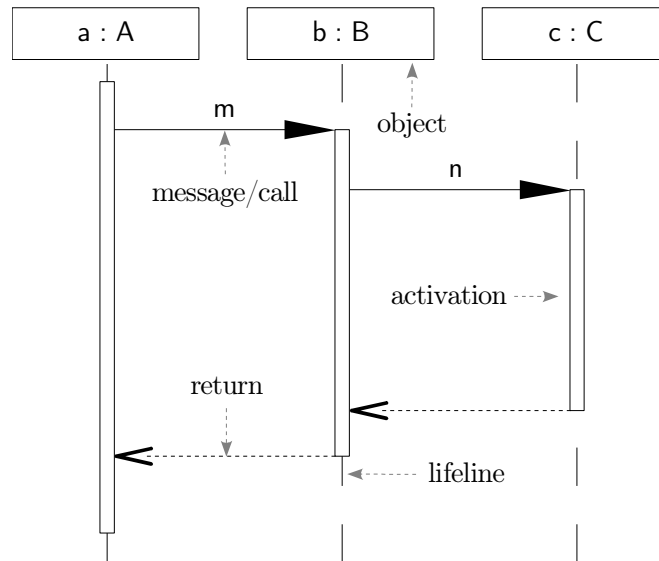 a : A
b : B
c : C
m
object
message/call
n
activation
return
lifeline